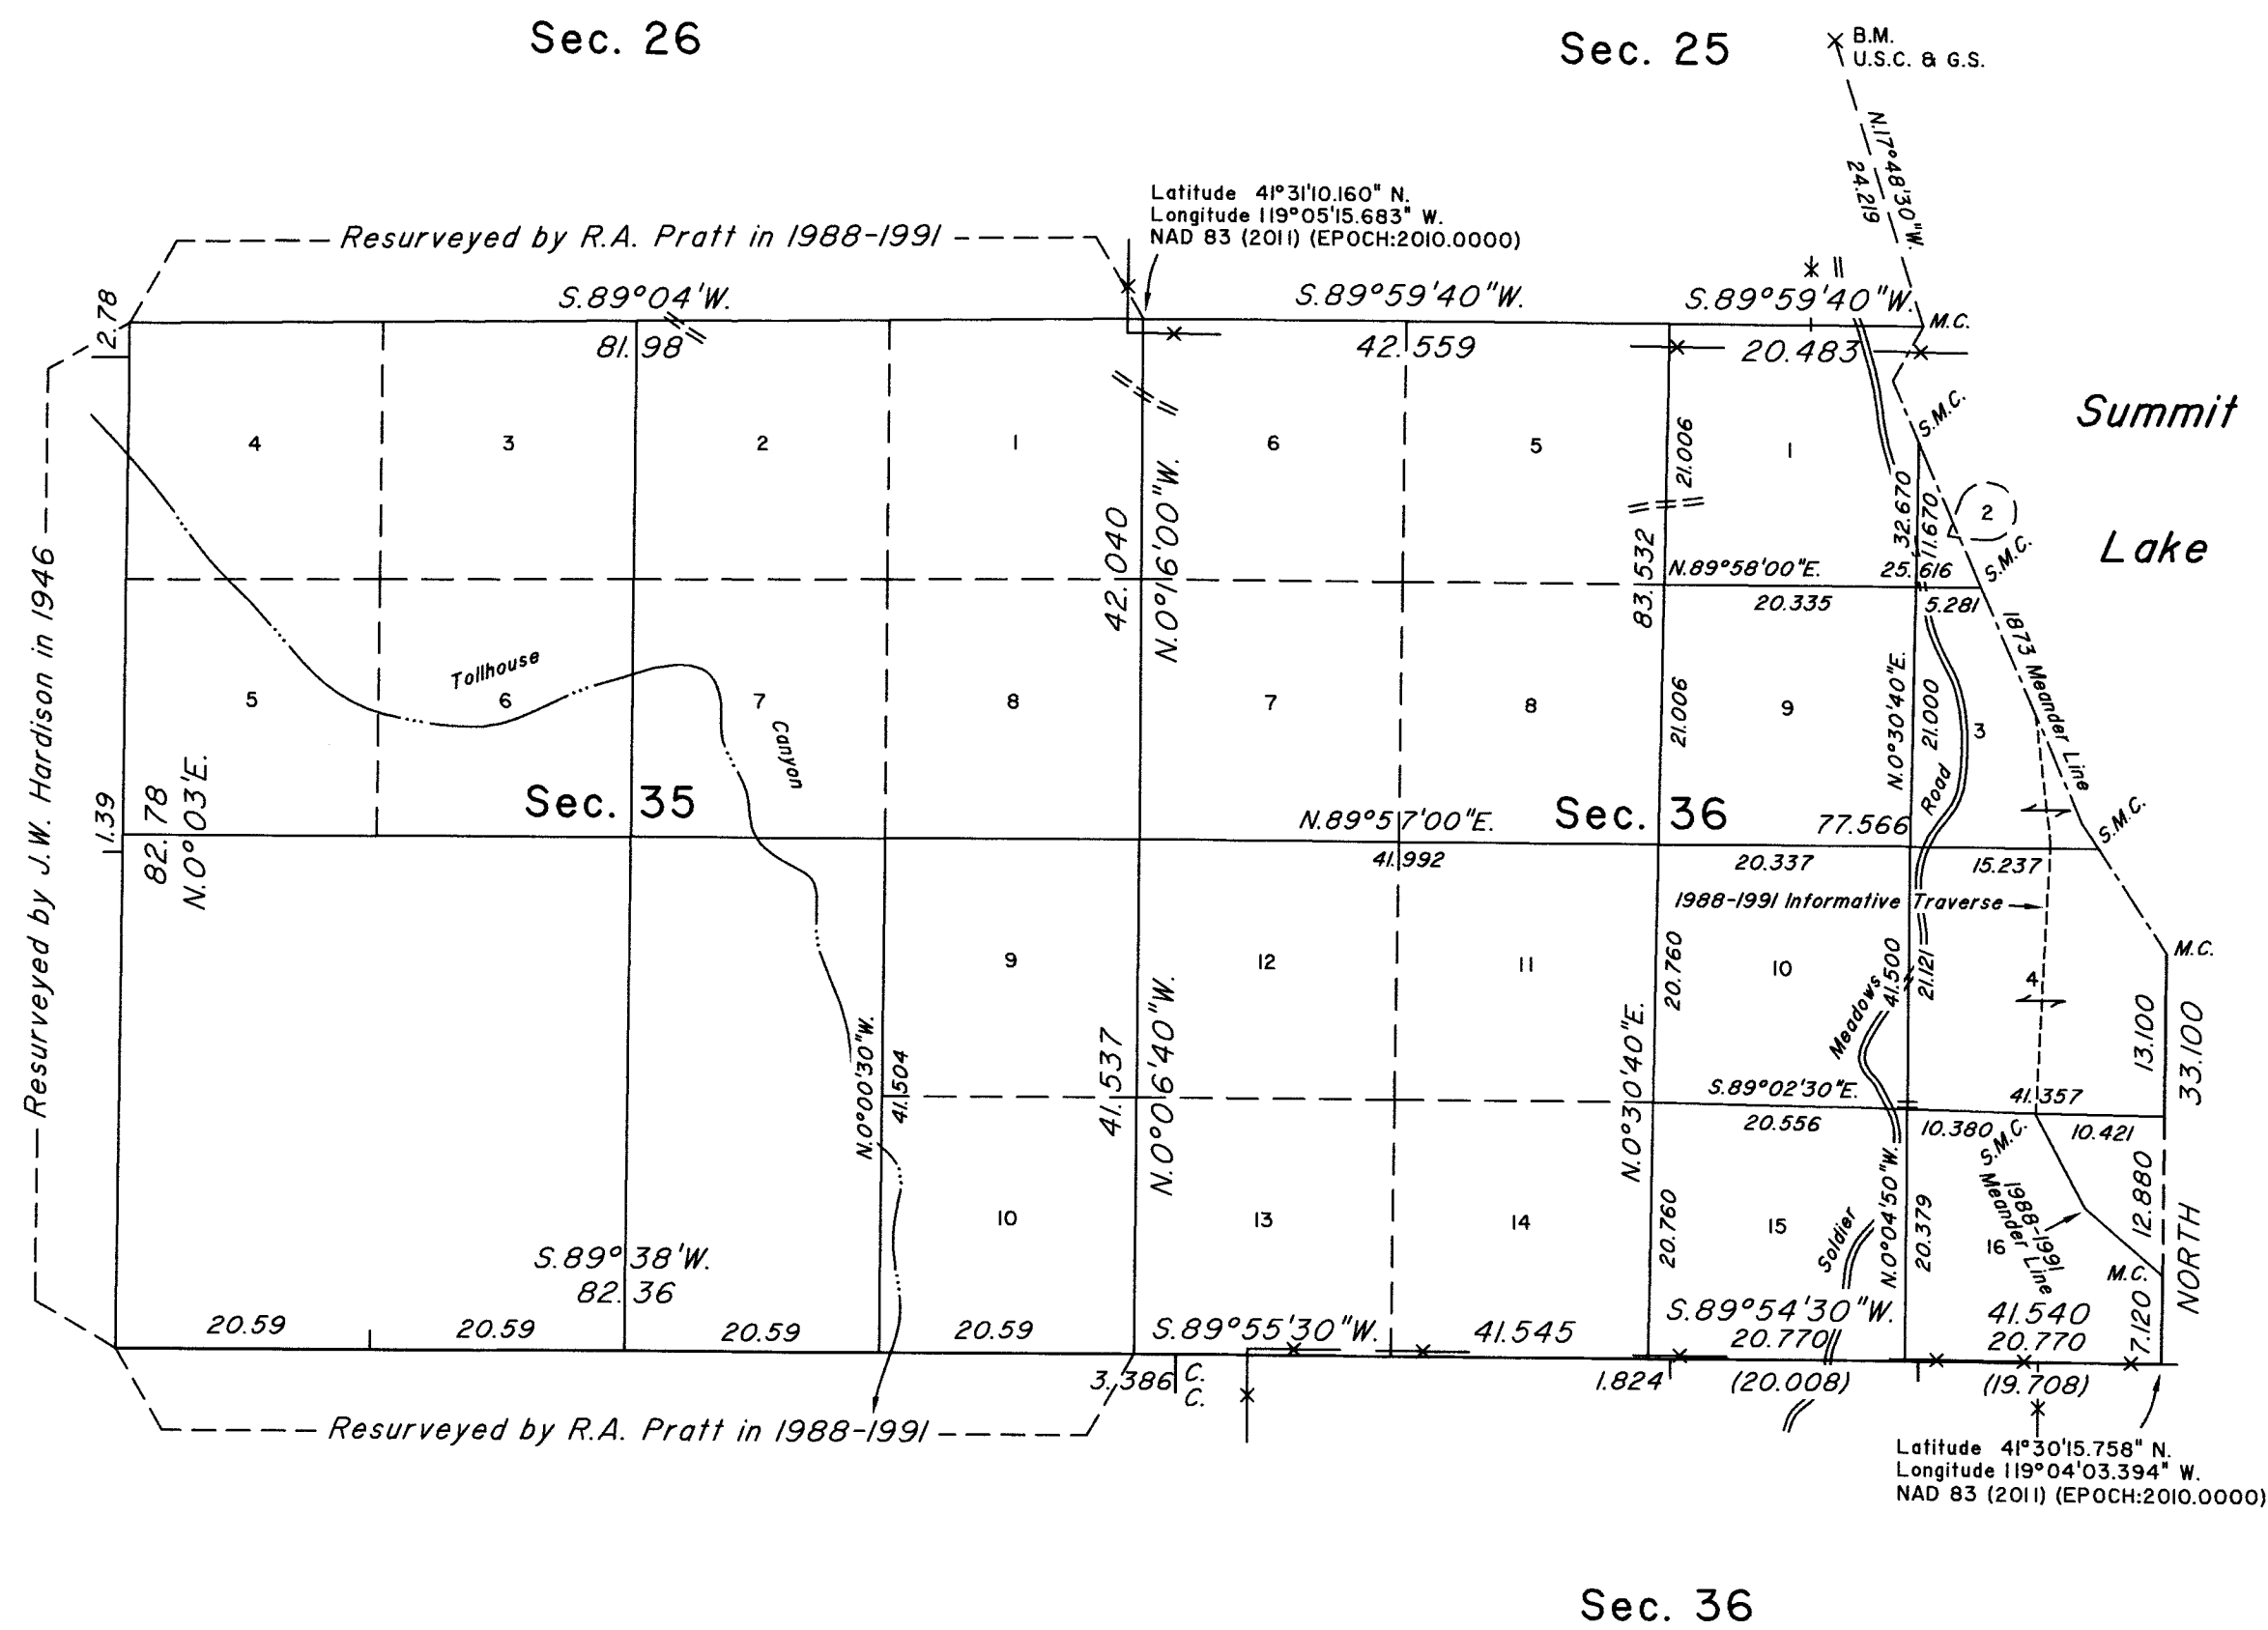 Sec. 26
Sec. 25
B.M.
U.S.C. & G.S.
N.17°48'30"W.
24.219
Latitude 41°31'10.160" N.
Longitude 119°05'15.683" W.
NAD 83 (2011) (EPOCH:2010.0000)
Resurveyed by R.A. Pratt in 1988-1991
2.78
S.89°04'W.
81.98
S.89°59'40"W.
42.559
S.89°59'40"W.
20.483
M.C.
Summit
Lake
S.M.C.
4
3
2
1
6
5
21.006
1
32.670
11.670
2
S.M.C.
42.040
N.0°16'00"W.
83.532
N.89°58'00"E.
25.616
20.335
5.281
1873 Meander Line
Resurveyed by J.W. Hardison in 1946
Tollhouse
Canyon
5
6
7
8
7
8
21.006
9
N.0°30'40"E.
21.000
3
Road
1.39
82.78
N.0°03'E.
Sec. 35
N.89°57'00"E.
Sec. 36
77.566
S.M.C.
41.992
20.337
15.237
1988-1991 Informative Traverse
M.C.
9
12
11
20.760
10
Meadows
41.500
21.121
4
13.100
33.100
N.0°00'30"W.
41.504
41.537
N.0°06'40"W.
N.0°30'40"E.
S.89°02'30"E.
41.357
20.556
10.380
S.M.C.
10.421
10
13
14
20.760
15
Soldier
N.0°04'50"W.
20.379
16
1988-1991
Meander Line
12.880
NORTH
M.C.
S.89°38'W.
82.36
20.59
20.59
20.59
20.59
S.89°55'30"W.
41.545
S.89°54'30"W.
20.770
41.540
20.770
7.120
3.386
C.
C.
1.824
(20.008)
(19.708)
Resurveyed by R.A. Pratt in 1988-1991
Latitude 41°30'15.758" N.
Longitude 119°04'03.394" W.
NAD 83 (2011) (EPOCH:2010.0000)
Sec. 36